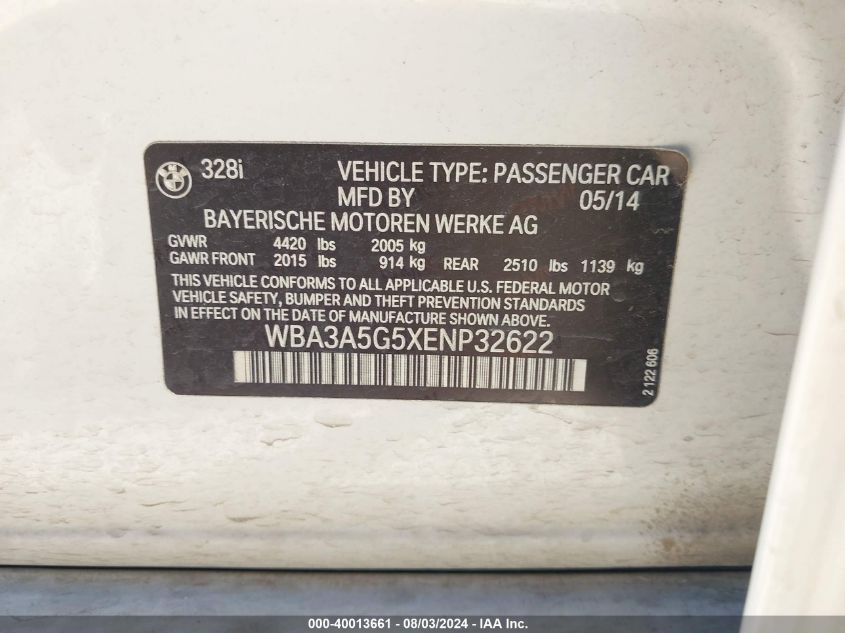 328i VEHICLE TYPE: PASSENGER CAR
MFD BY 05/14
BAYERISCHE MOTOREN WERKE AG
GVWR 4420 lbs 2005 kg
GAWR FRONT 2015 lbs 914 kg REAR 2510 lbs 1139 kg
THIS VEHICLE CONFORMS TO ALL APPLICABLE U.S. FEDERAL MOTOR
VEHICLE SAFETY, BUMPER AND THEFT PREVENTION STANDARDS
IN EFFECT ON THE DATE OF MANUFACTURE SHOWN ABOVE.
WBA3A5G5XENP32622
2 122 606
000-40013661 - 08/03/2024 - IAA Inc.